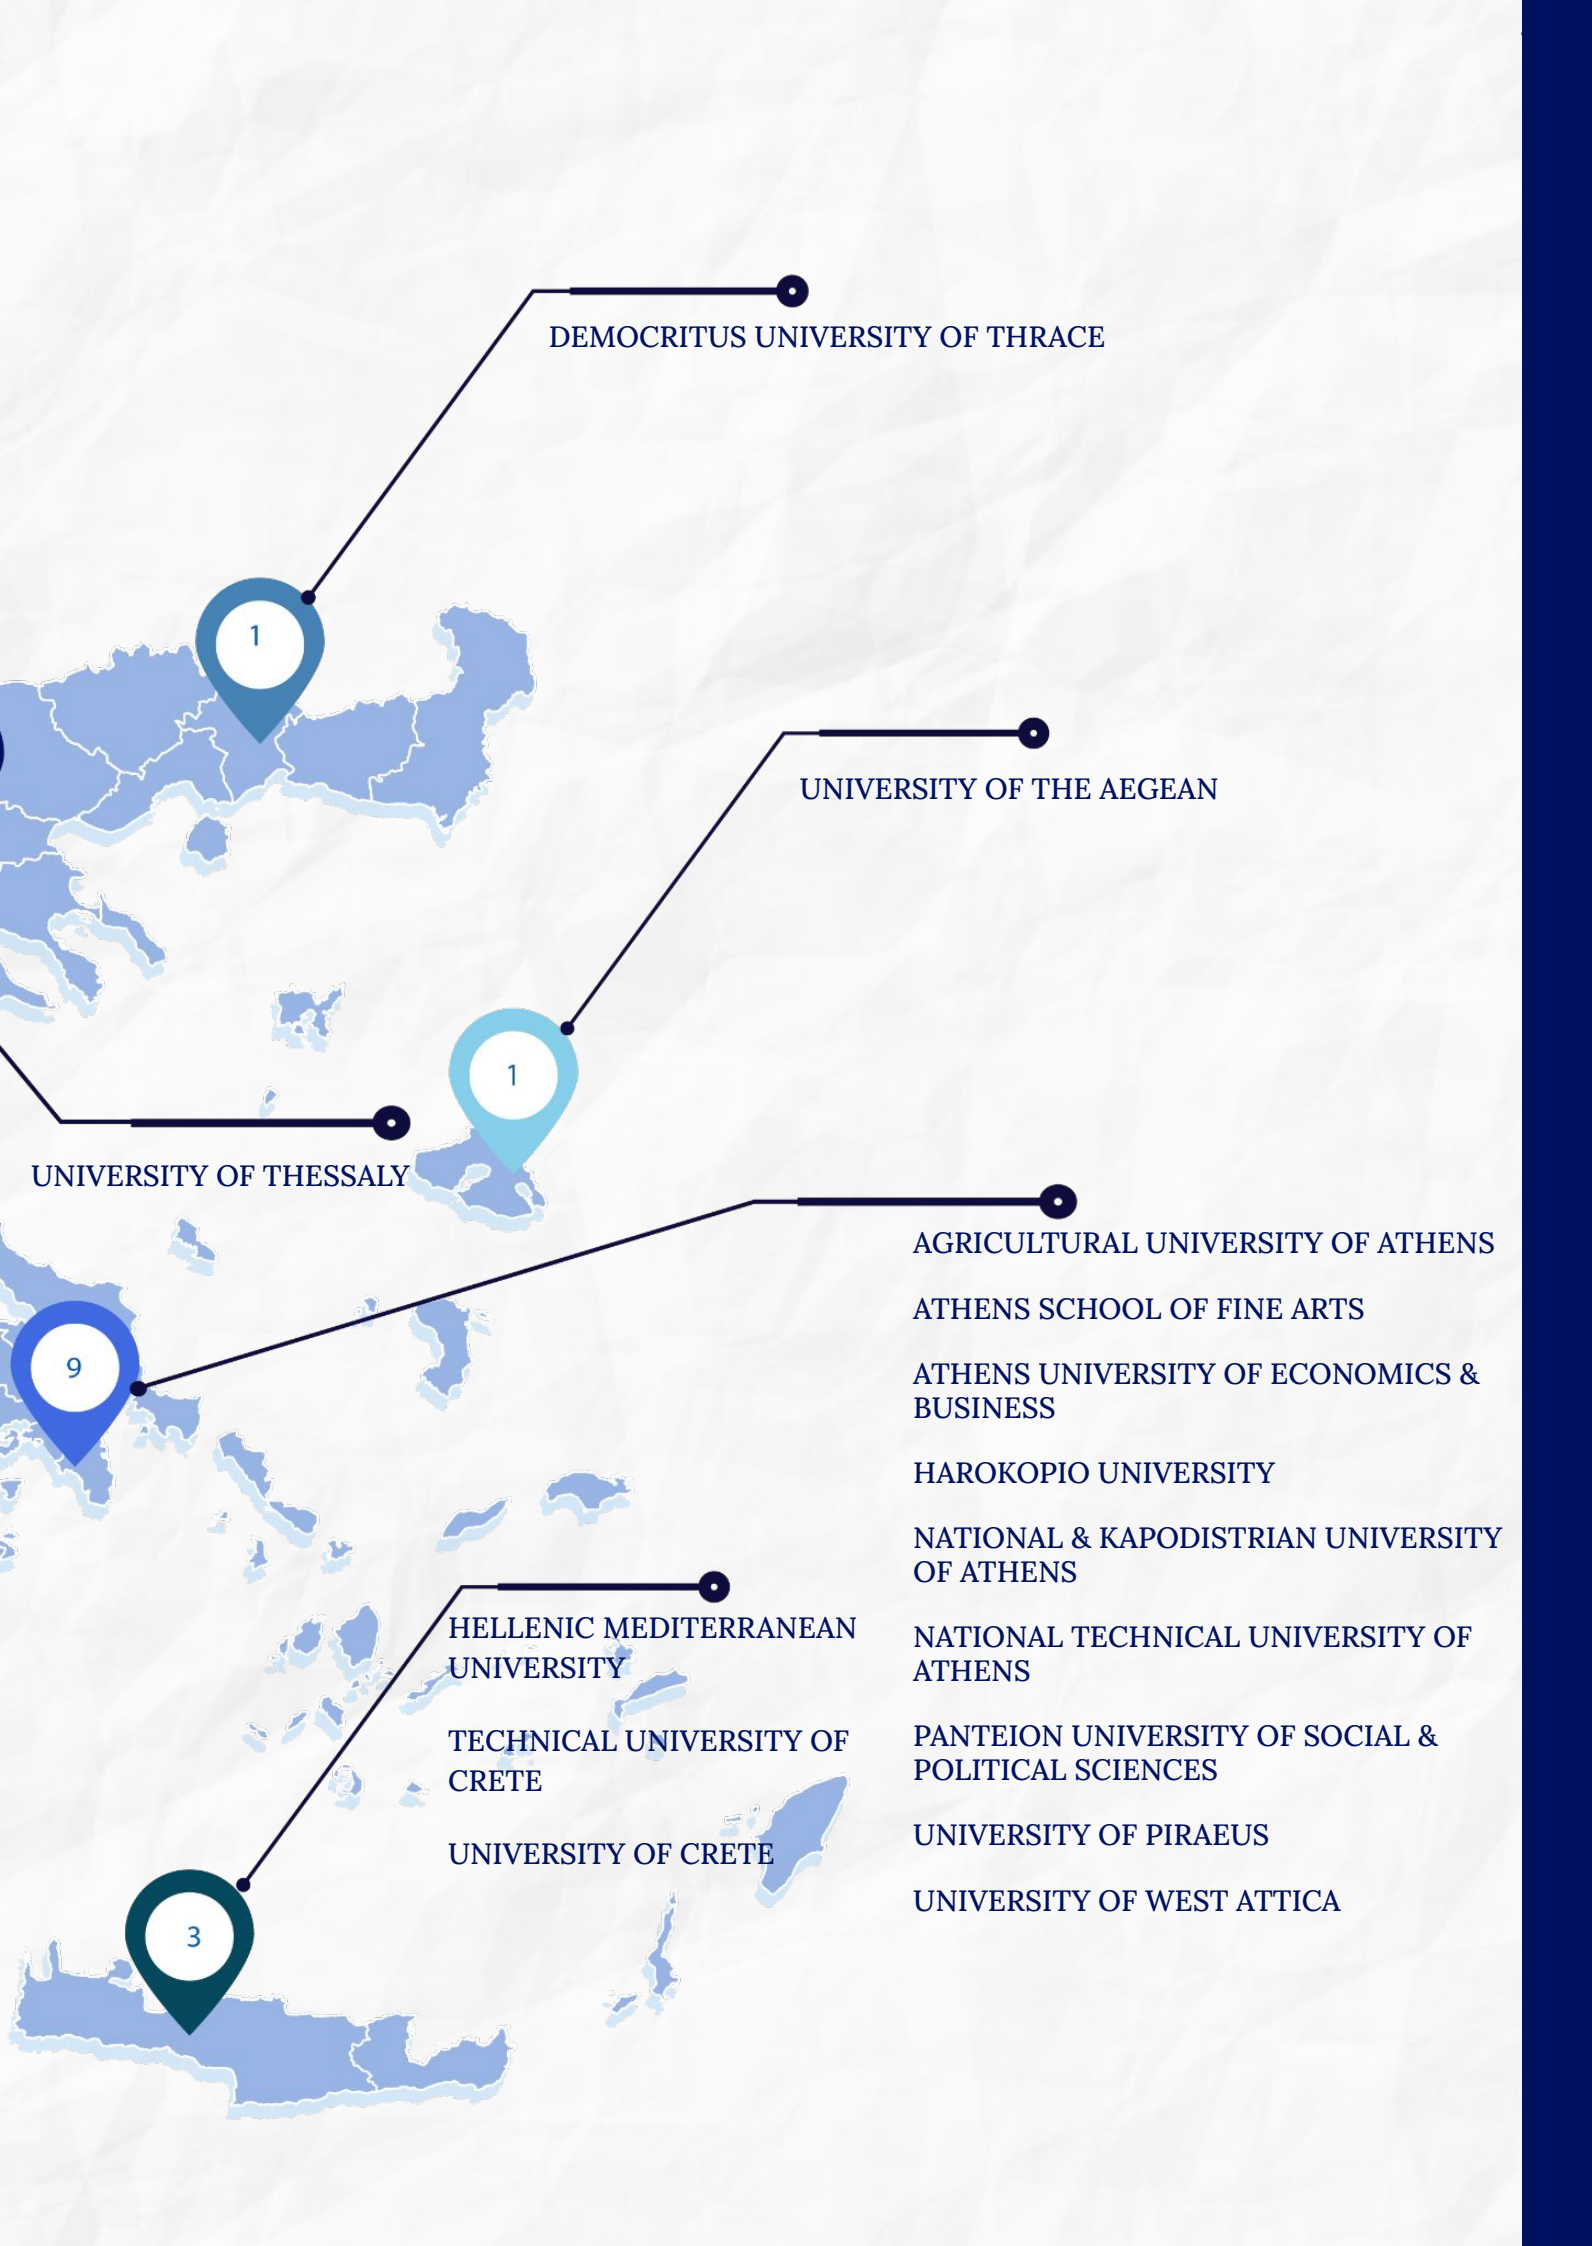 DEMOCRITUS UNIVERSITY OF THRACE
1
UNIVERSITY OF THE AEGEAN
1
UNIVERSITY OF THESSALY
AGRICULTURAL UNIVERSITY OF ATHENS
ATHENS SCHOOL OF FINE ARTS
ATHENS UNIVERSITY OF ECONOMICS &
BUSINESS
HAROKOPIO UNIVERSITY
NATIONAL & KAPODISTRIAN UNIVERSITY
OF ATHENS
NATIONAL TECHNICAL UNIVERSITY OF
ATHENS
PANTEION UNIVERSITY OF SOCIAL &
POLITICAL SCIENCES
UNIVERSITY OF PIRAEUS
UNIVERSITY OF WEST ATTICA
9
HELLENIC MEDITERRANEAN
UNIVERSITY
TECHNICAL UNIVERSITY OF
CRETE
UNIVERSITY OF CRETE
3